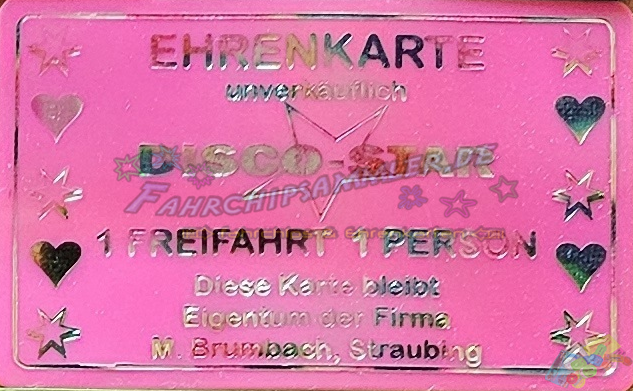 EHRENKARTE
unverkäuflich
DISCO-STAR
FAHRCHIPSAMMLER.DE
1 FREIFAHRT 1 PERSON
Diese Karte bleibt
Eigentum der Firma
M. Brumbach, Straubing